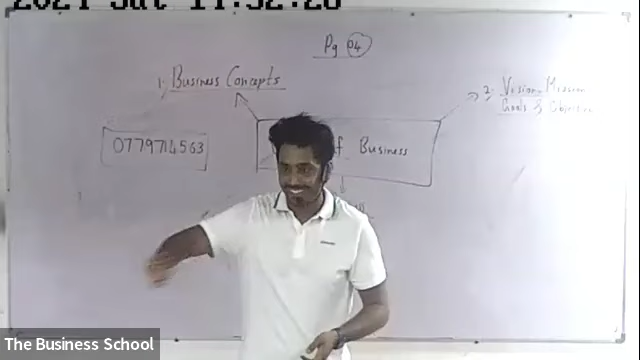 2021 Sat 11:52:28
Pg 04
1. Business Concepts
2. Vision, Mission
Goals & Objectives
0779714563
f Business
The Business School